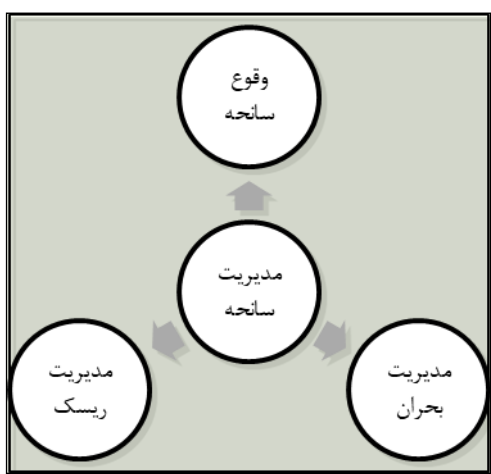 وقوع
سانحه
مدیریت
سانحه
مدیریت
بحران
مدیریت
ریسک